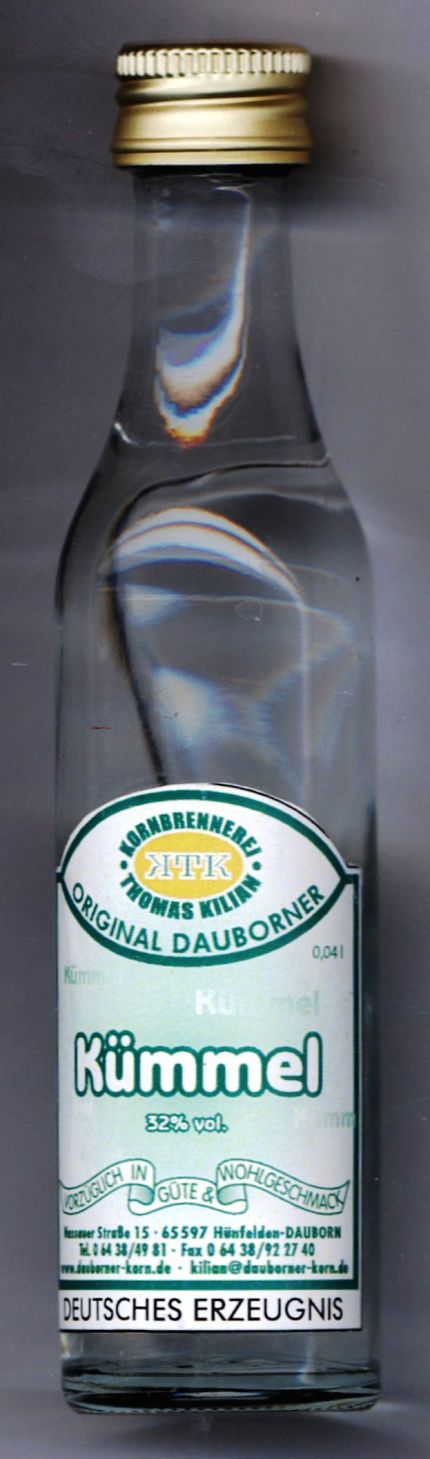 KORNBRENNEREI
KTK
THOMAS KILIAN
ORIGINAL DAUBORNER
0,04 l
Kümm
Kümmel
Kümmel
32% vol.
Kümm
VORZÜGLICH IN GÜTE & WOHLGESCHMACK
Nassauer Straße 15 · 65597 Hünfelden-DAUBORN
Tel. 0 64 38/49 81 · Fax 0 64 38/92 27 40
www.dauborner-korn.de · kilian@dauborner-korn.de
DEUTSCHES ERZEUGNIS